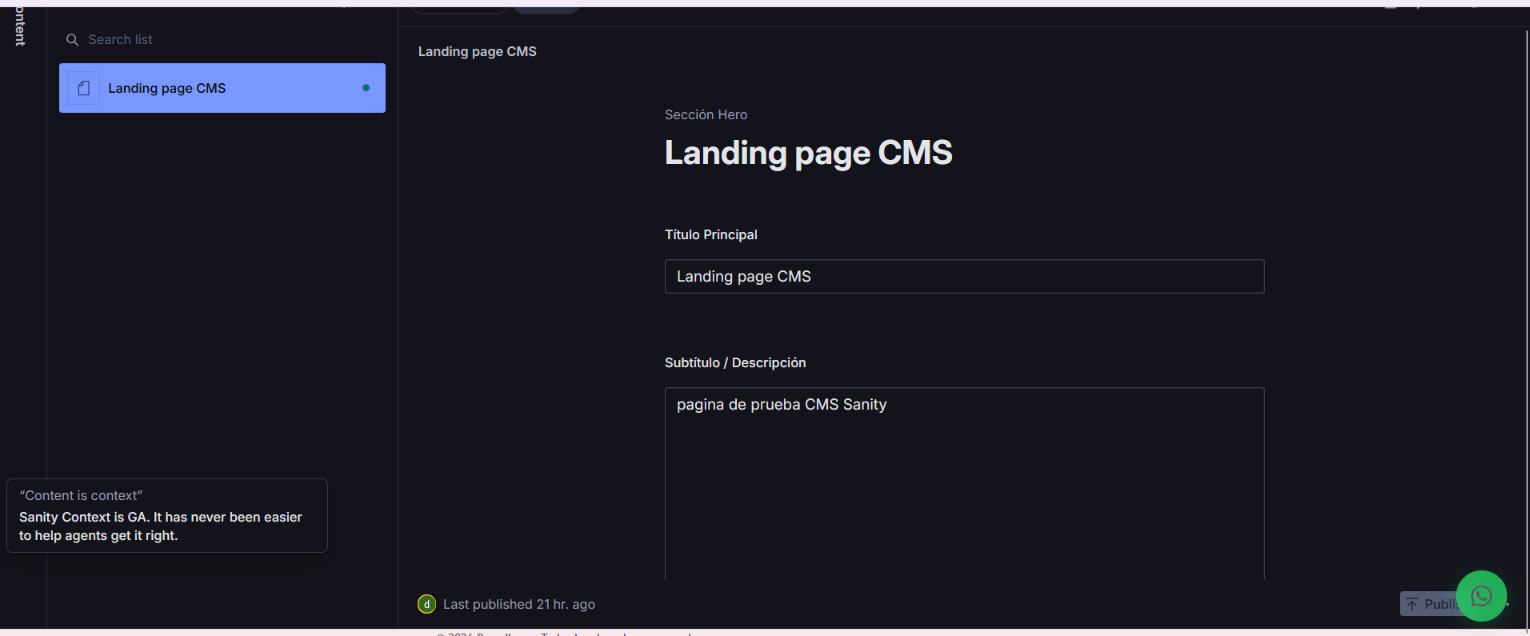 Content
Search list
Landing page CMS
Landing page CMS
Sección Hero
Landing page CMS
Título Principal
Landing page CMS
Subtítulo / Descripción
pagina de prueba CMS Sanity
“Content is context”
Sanity Context is GA. It has never been easier
to help agents get it right.
d
Last published 21 hr. ago